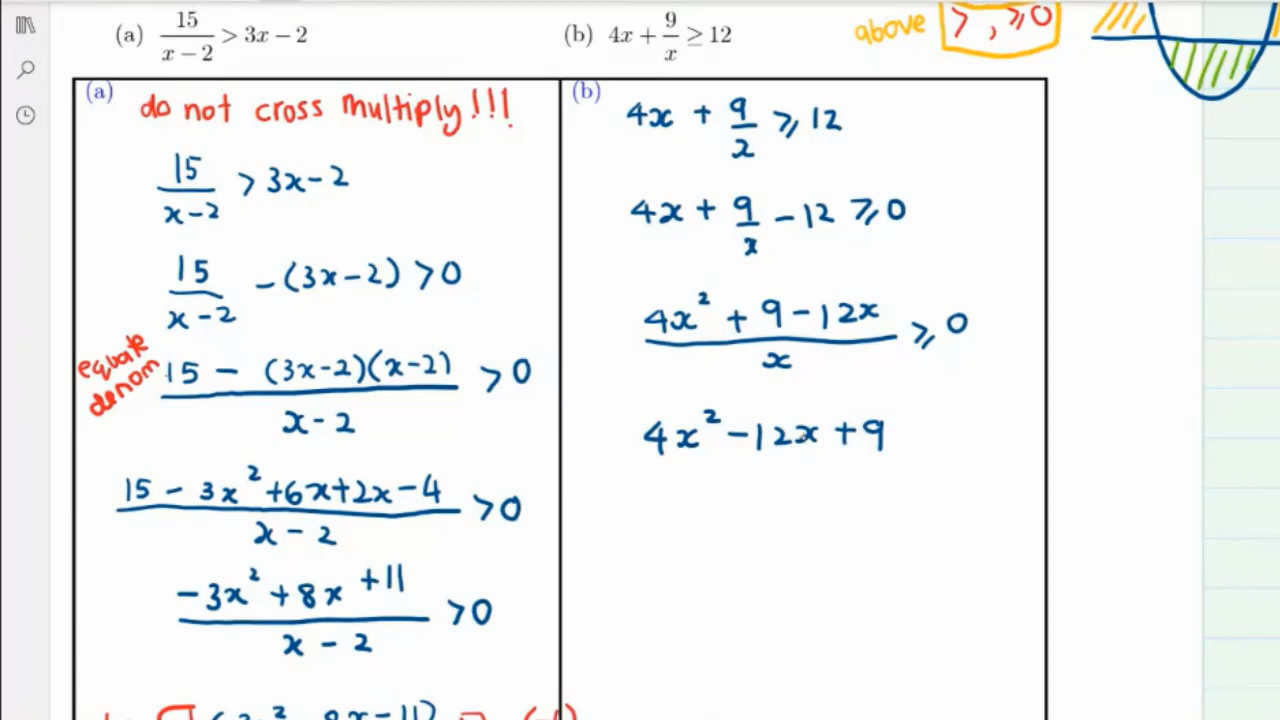 (a) 15/(x−2) > 3x − 2
(b) 4x + 9/x ≥ 12
above >, ≥0
(a)
do not cross multiply!!!
15/(x−2) > 3x−2
15/(x−2) −(3x−2) >0
equate denom
(15 − (3x−2)(x−2))/(x−2) >0
(15 − 3x² +6x+2x−4)/(x−2) >0
(−3x² +8x +11)/(x−2) >0
(b)
4x + 9/x ≥ 12
4x + 9/x −12 ≥0
(4x² + 9 −12x)/x ≥ 0
4x² −12x +9